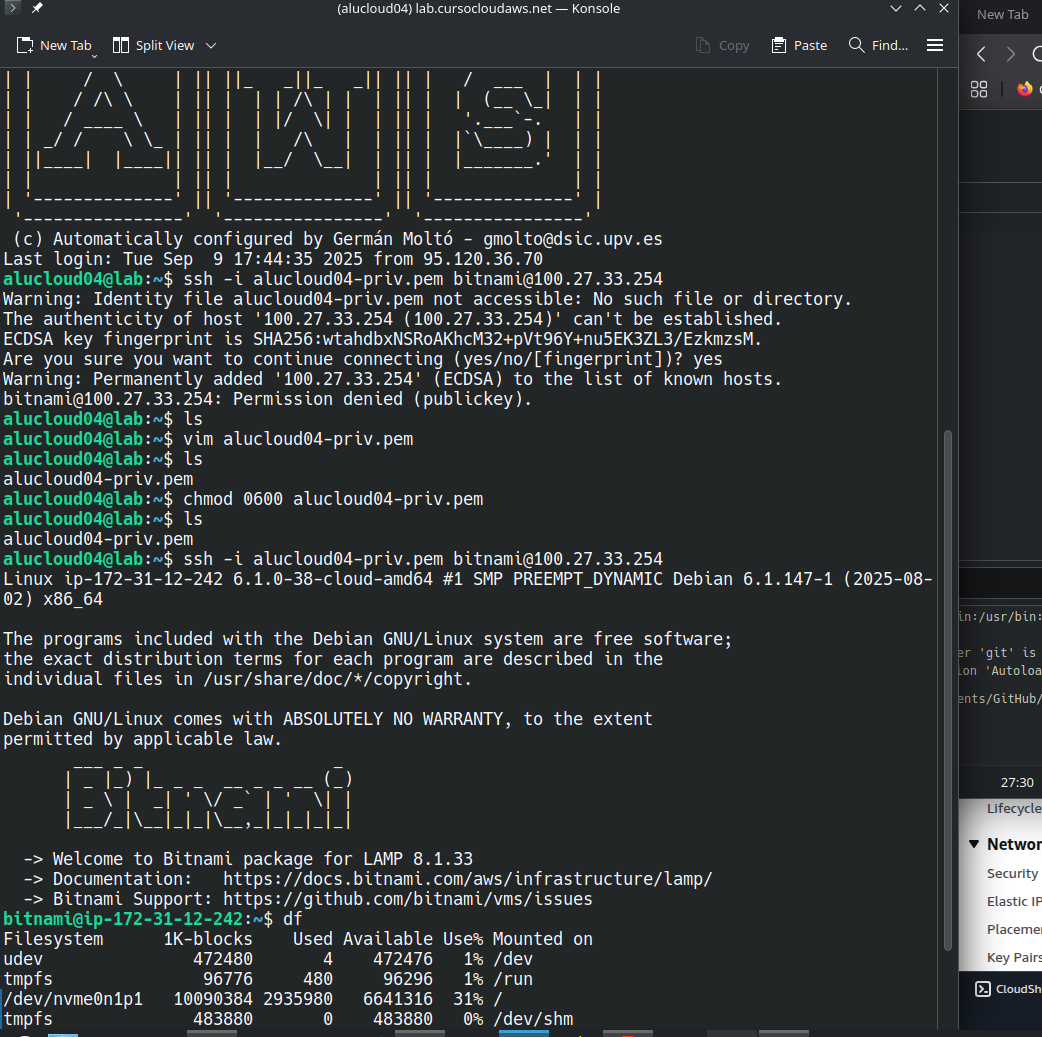 (alucloud04) lab.cursocloudaws.net — Konsole
New Tab
New Tab
Split View
Copy
Paste
Find...
(c) Automatically configured by Germán Moltó - gmolto@dsic.upv.es
Last login: Tue Sep  9 17:44:35 2025 from 95.120.36.70
alucloud04@lab:~$ ssh -i alucloud04-priv.pem bitnami@100.27.33.254
Warning: Identity file alucloud04-priv.pem not accessible: No such file or directory.
The authenticity of host '100.27.33.254 (100.27.33.254)' can't be established.
ECDSA key fingerprint is SHA256:wtahdbxNSRoAKhcM32+pVt96Y+nu5EK3ZL3/EzkmzsM.
Are you sure you want to continue connecting (yes/no/[fingerprint])? yes
Warning: Permanently added '100.27.33.254' (ECDSA) to the list of known hosts.
bitnami@100.27.33.254: Permission denied (publickey).
alucloud04@lab:~$ ls
alucloud04@lab:~$ vim alucloud04-priv.pem
alucloud04@lab:~$ ls
alucloud04-priv.pem
alucloud04@lab:~$ chmod 0600 alucloud04-priv.pem
alucloud04@lab:~$ ls
alucloud04-priv.pem
alucloud04@lab:~$ ssh -i alucloud04-priv.pem bitnami@100.27.33.254
Linux ip-172-31-12-242 6.1.0-38-cloud-amd64 #1 SMP PREEMPT_DYNAMIC Debian 6.1.147-1 (2025-08-
02) x86_64
The programs included with the Debian GNU/Linux system are free software;
the exact distribution terms for each program are described in the
individual files in /usr/share/doc/*/copyright.
Debian GNU/Linux comes with ABSOLUTELY NO WARRANTY, to the extent
permitted by applicable law.
Bitnami
-> Welcome to Bitnami package for LAMP 8.1.33
-> Documentation:   https://docs.bitnami.com/aws/infrastructure/lamp/
-> Bitnami Support: https://github.com/bitnami/vms/issues
bitnami@ip-172-31-12-242:~$ df
Filesystem      1K-blocks    Used Available Use% Mounted on
udev               472480       4    472476   1% /dev
tmpfs               96776     480     96296   1% /run
/dev/nvme0n1p1   10090384 2935980   6641316  31% /
tmpfs              483880       0    483880   0% /dev/shm
in:/usr/bin:
er 'git' is
ion 'Autoloa
ents/GitHub/
27:30
Lifecycle
Networ
Security
Elastic IP
Placeme
Key Pairs
CloudSh